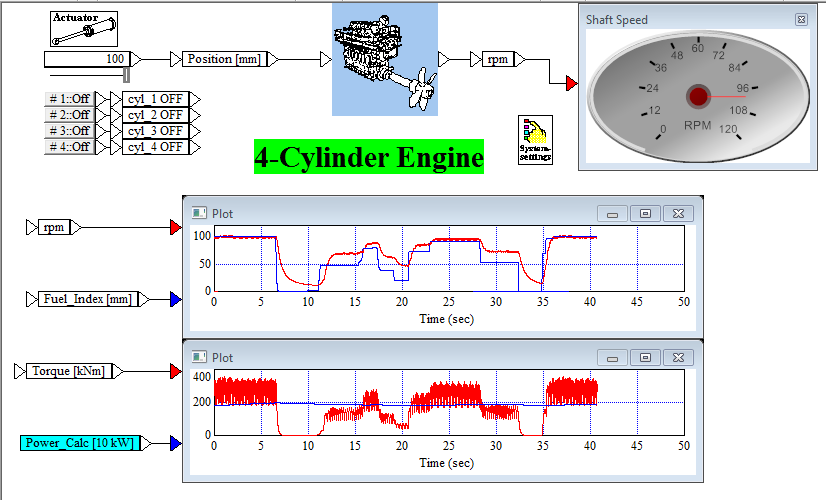 Actuator
100
Position [mm]
rpm
# 1::Off cyl_1 OFF
# 2::Off cyl_2 OFF
# 3::Off cyl_3 OFF
# 4::Off cyl_4 OFF
4-Cylinder Engine
System-
settings
Shaft Speed
0 12 24 36 48 60 72 84 96 108 120
RPM
rpm
Fuel_Index [mm]
Plot
100
50
0
0 5 10 15 20 25 30 35 40 45 50
Time (sec)
Torque [kNm]
Power_Calc [10 kW]
Plot
400
200
0
0 5 10 15 20 25 30 35 40 45 50
Time (sec)